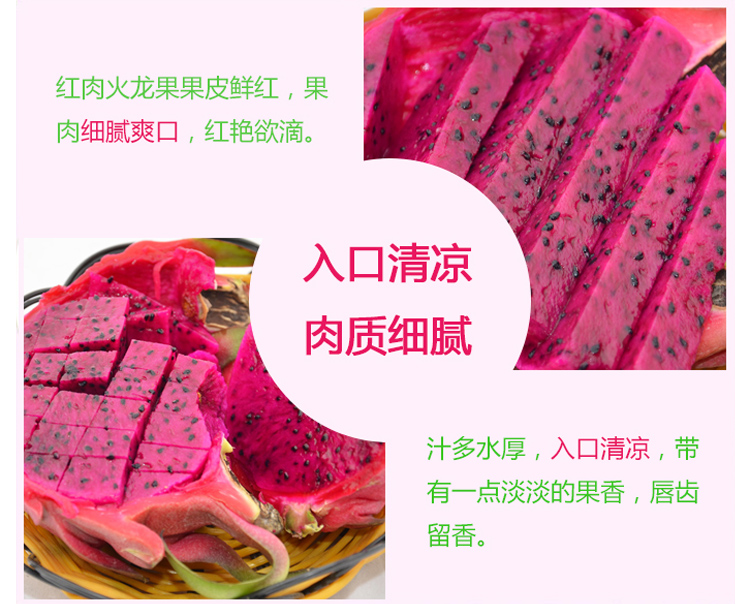 红肉火龙果果皮鲜红，果
肉细腻爽口，红艳欲滴。
入口清凉
肉质细腻
汁多水厚，入口清凉，带
有一点淡淡的果香，唇齿
留香。